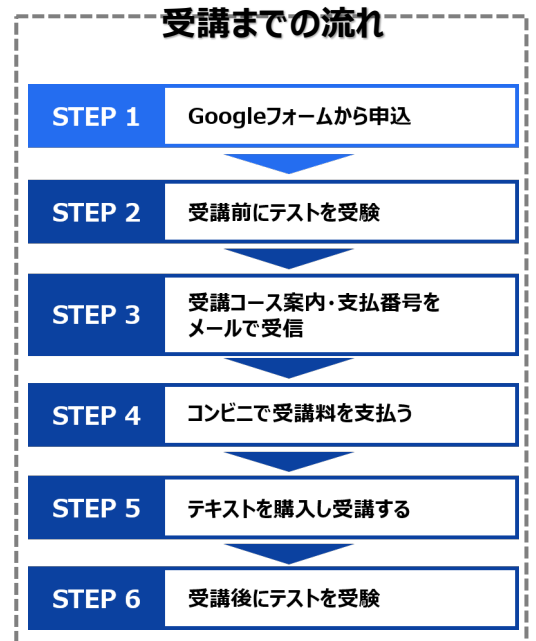 受講までの流れ
STEP 1
Googleフォームから申込
STEP 2
受講前にテストを受験
STEP 3
受講コース案内・支払番号を
メールで受信
STEP 4
コンビニで受講料を支払う
STEP 5
テキストを購入し受講する
STEP 6
受講後にテストを受験